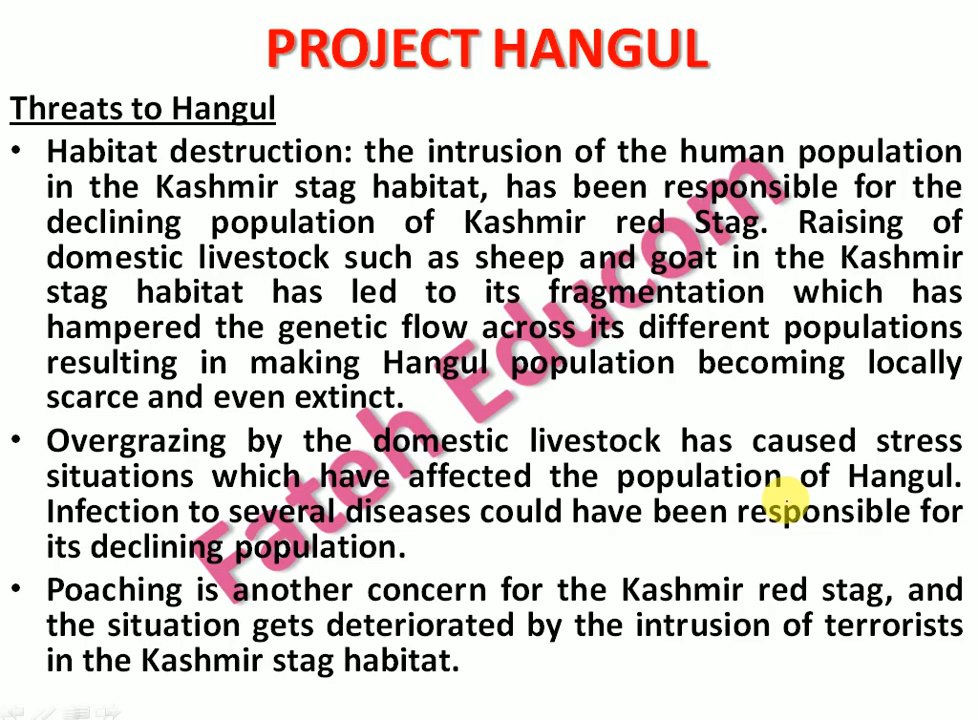 PROJECT HANGUL
Threats to Hangul
• Habitat destruction: the intrusion of the human population
in the Kashmir stag habitat, has been responsible for the
declining population of Kashmir red Stag. Raising of
domestic livestock such as sheep and goat in the Kashmir
stag habitat has led to its fragmentation which has
hampered the genetic flow across its different populations
resulting in making Hangul population becoming locally
scarce and even extinct.
• Overgrazing by the domestic livestock has caused stress
situations which have affected the population of Hangul.
Infection to several diseases could have been responsible for
its declining population.
• Poaching is another concern for the Kashmir red stag, and
the situation gets deteriorated by the intrusion of terrorists
in the Kashmir stag habitat.
Fateh Educom